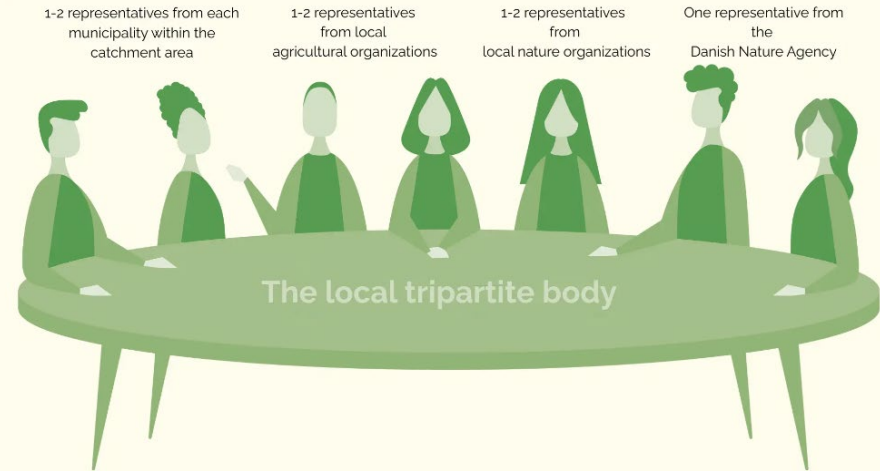 1-2 representatives from each
municipality within the
catchment area
1-2 representatives
from local
agricultural organizations
1-2 representatives
from
local nature organizations
One representative from
the
Danish Nature Agency
The local tripartite body